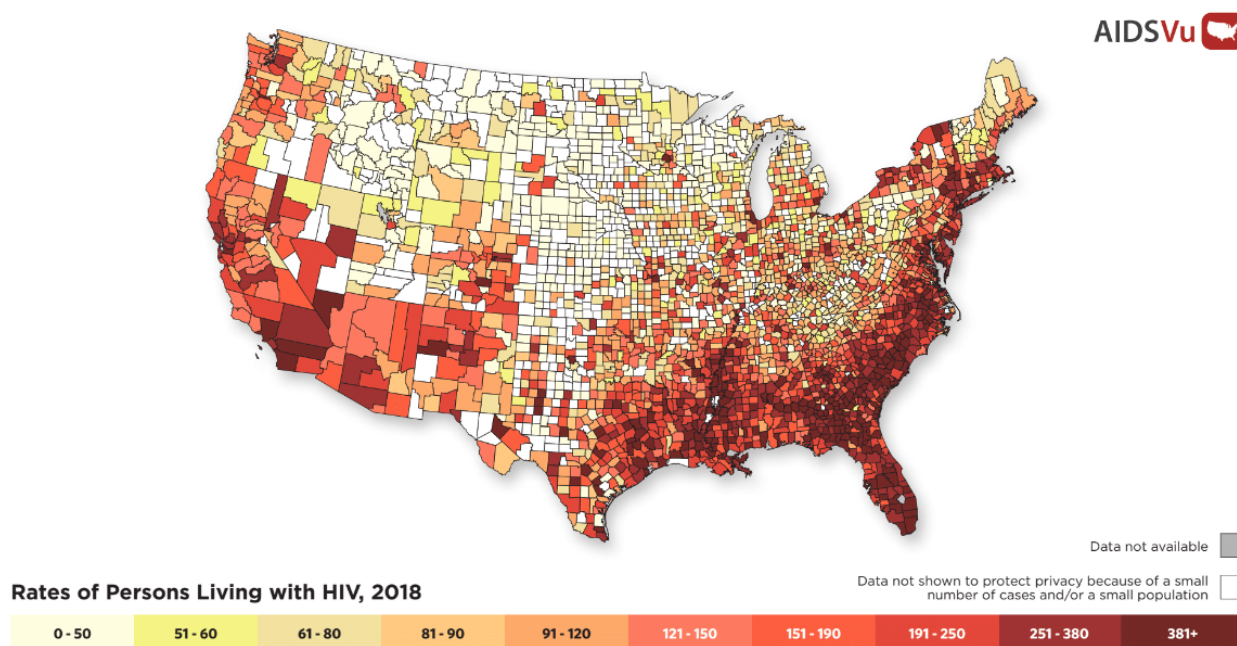 AIDSVu
Data not available
Data not shown to protect privacy because of a small
number of cases and/or a small population
Rates of Persons Living with HIV, 2018
0 - 50
51 - 60
61 - 80
81 - 90
91 - 120
121 - 150
151 - 190
191 - 250
251 - 380
381+